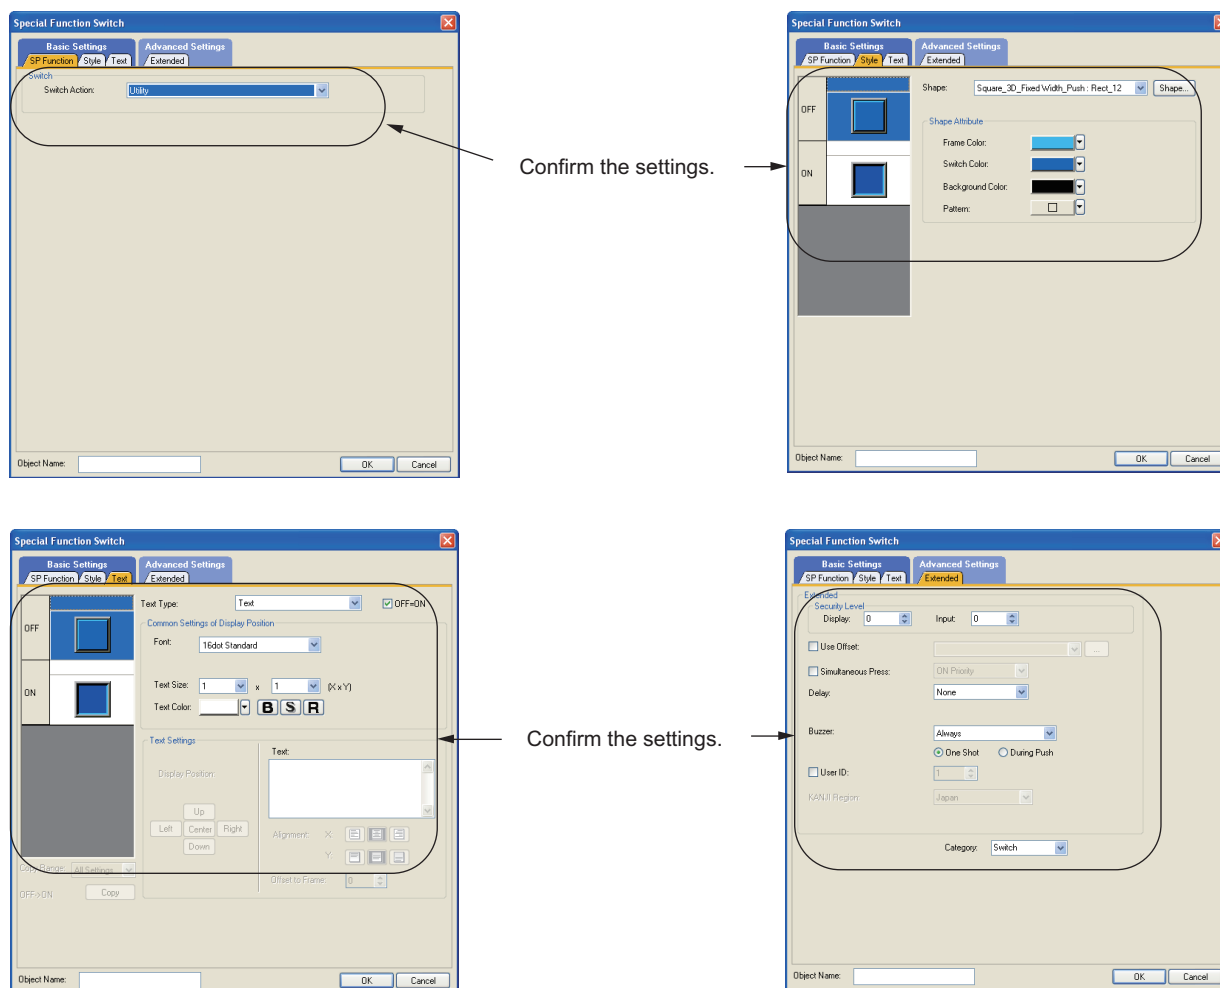 Special Function Switch
Basic Settings
Advanced Settings
SP Function
Style
Text
Extended
Switch
Switch Action:
Utility
Object Name:
OK
Cancel
Confirm the settings.
Special Function Switch
Basic Settings
Advanced Settings
SP Function
Style
Text
Extended
OFF
ON
Shape:
Square_3D_Fixed Width_Push : Rect_12
Shape...
Shape Attribute
Frame Color:
Switch Color:
Background Color:
Pattern:
Object Name:
OK
Cancel
Special Function Switch
Basic Settings
Advanced Settings
SP Function
Style
Text
Extended
OFF
ON
Text Type:
Text
OFF=ON
Common Settings of Display Position
Font:
16dot Standard
Text Size:
1
x
1
(X x Y)
Text Color:
B
S
R
Text Settings
Text:
Display Position:
Up
Left
Center
Right
Down
Alignment:
X:
Y:
Offset to Frame:
0
Copy Range:
All Settings
OFF->ON
Copy
Object Name:
OK
Cancel
Confirm the settings.
Special Function Switch
Basic Settings
Advanced Settings
SP Function
Style
Text
Extended
Extended
Security Level
Display:
0
Input:
0
Use Offset:
...
Simultaneous Press:
ON Priority
Delay:
None
Buzzer:
Always
One Shot
During Push
User ID:
1
KANJI Region:
Japan
Category:
Switch
Object Name:
OK
Cancel